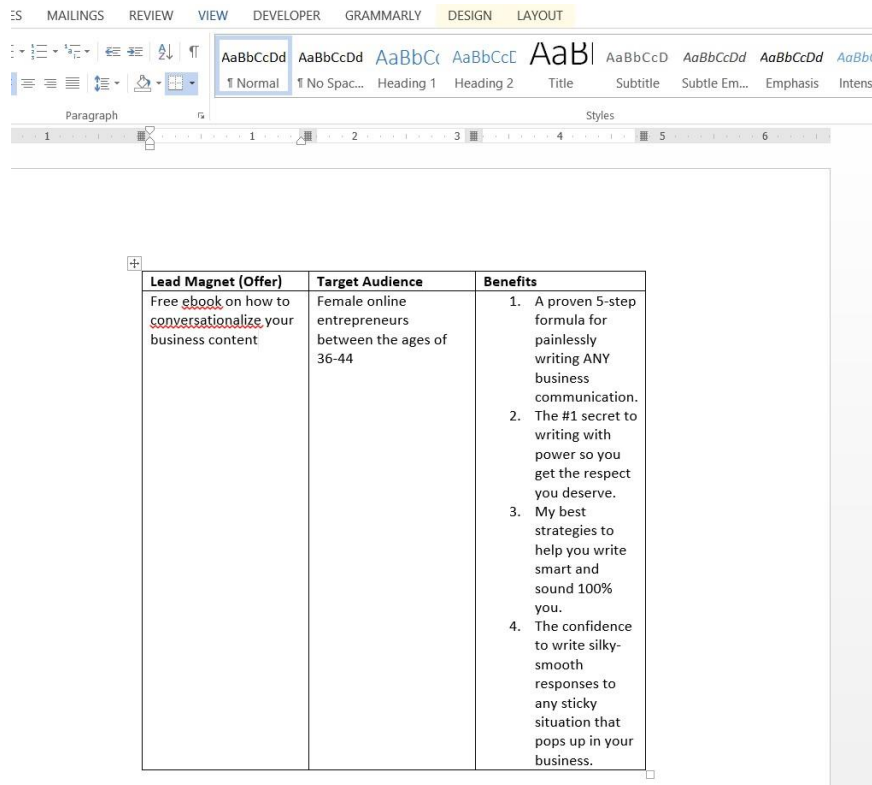 ES MAILINGS REVIEW VIEW DEVELOPER GRAMMARLY DESIGN LAYOUT
AaBbCcDd AaBbCcDd AaBbC AaBbCcD AaB AaBbCcD AaBbCcDd AaBbCcDd AaBb
¶ Normal ¶ No Spac... Heading 1 Heading 2 Title Subtitle Subtle Em... Emphasis Intens
Paragraph Styles
1 1 2 3 4 5 6
Lead Magnet (Offer) Target Audience Benefits
Free ebook on how to
conversationalize your
business content
Female online
entrepreneurs
between the ages of
36-44
1. A proven 5-step
formula for
painlessly
writing ANY
business
communication.
2. The #1 secret to
writing with
power so you
get the respect
you deserve.
3. My best
strategies to
help you write
smart and
sound 100%
you.
4. The confidence
to write silky-
smooth
responses to
any sticky
situation that
pops up in your
business.